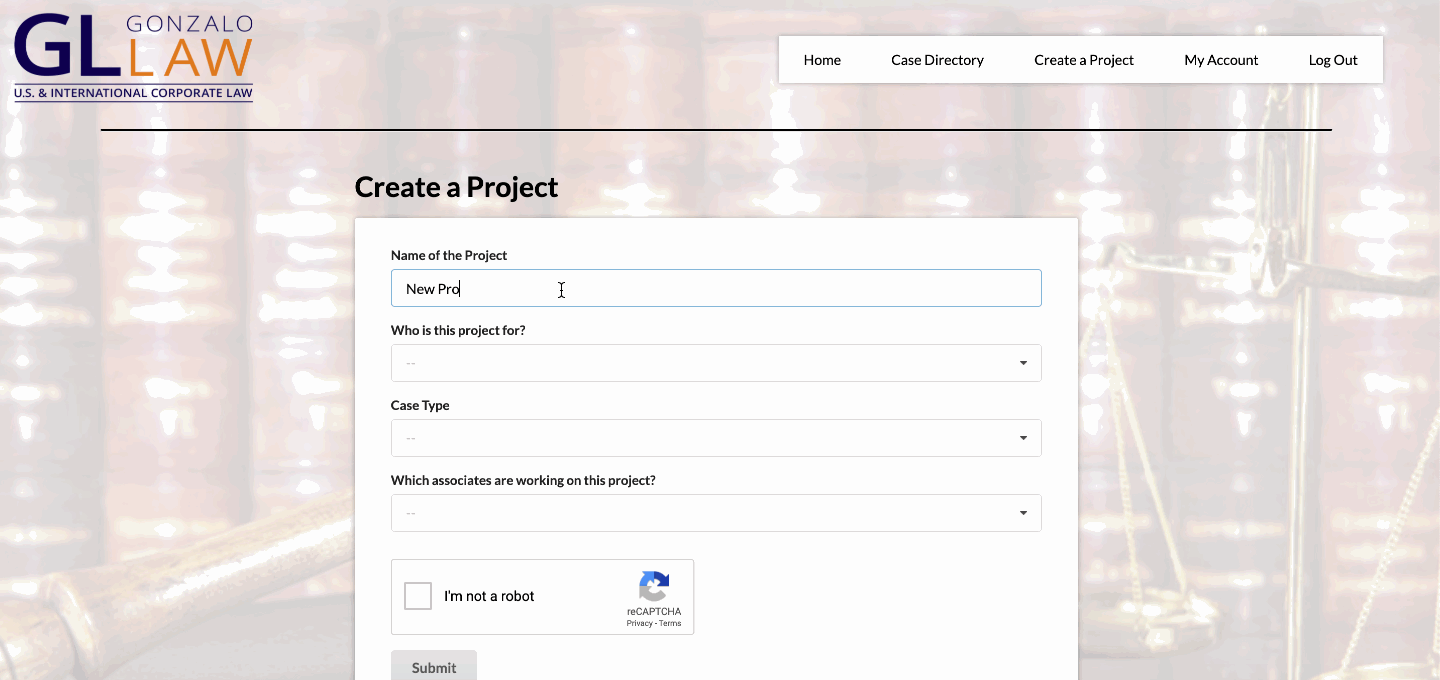 GL GONZALO LAW
U.S. & INTERNATIONAL CORPORATE LAW
Home Case Directory Create a Project My Account Log Out
Create a Project
Name of the Project
New Pro
Who is this project for?
--
Case Type
--
Which associates are working on this project?
--
I'm not a robot
reCAPTCHA
Privacy - Terms
Submit